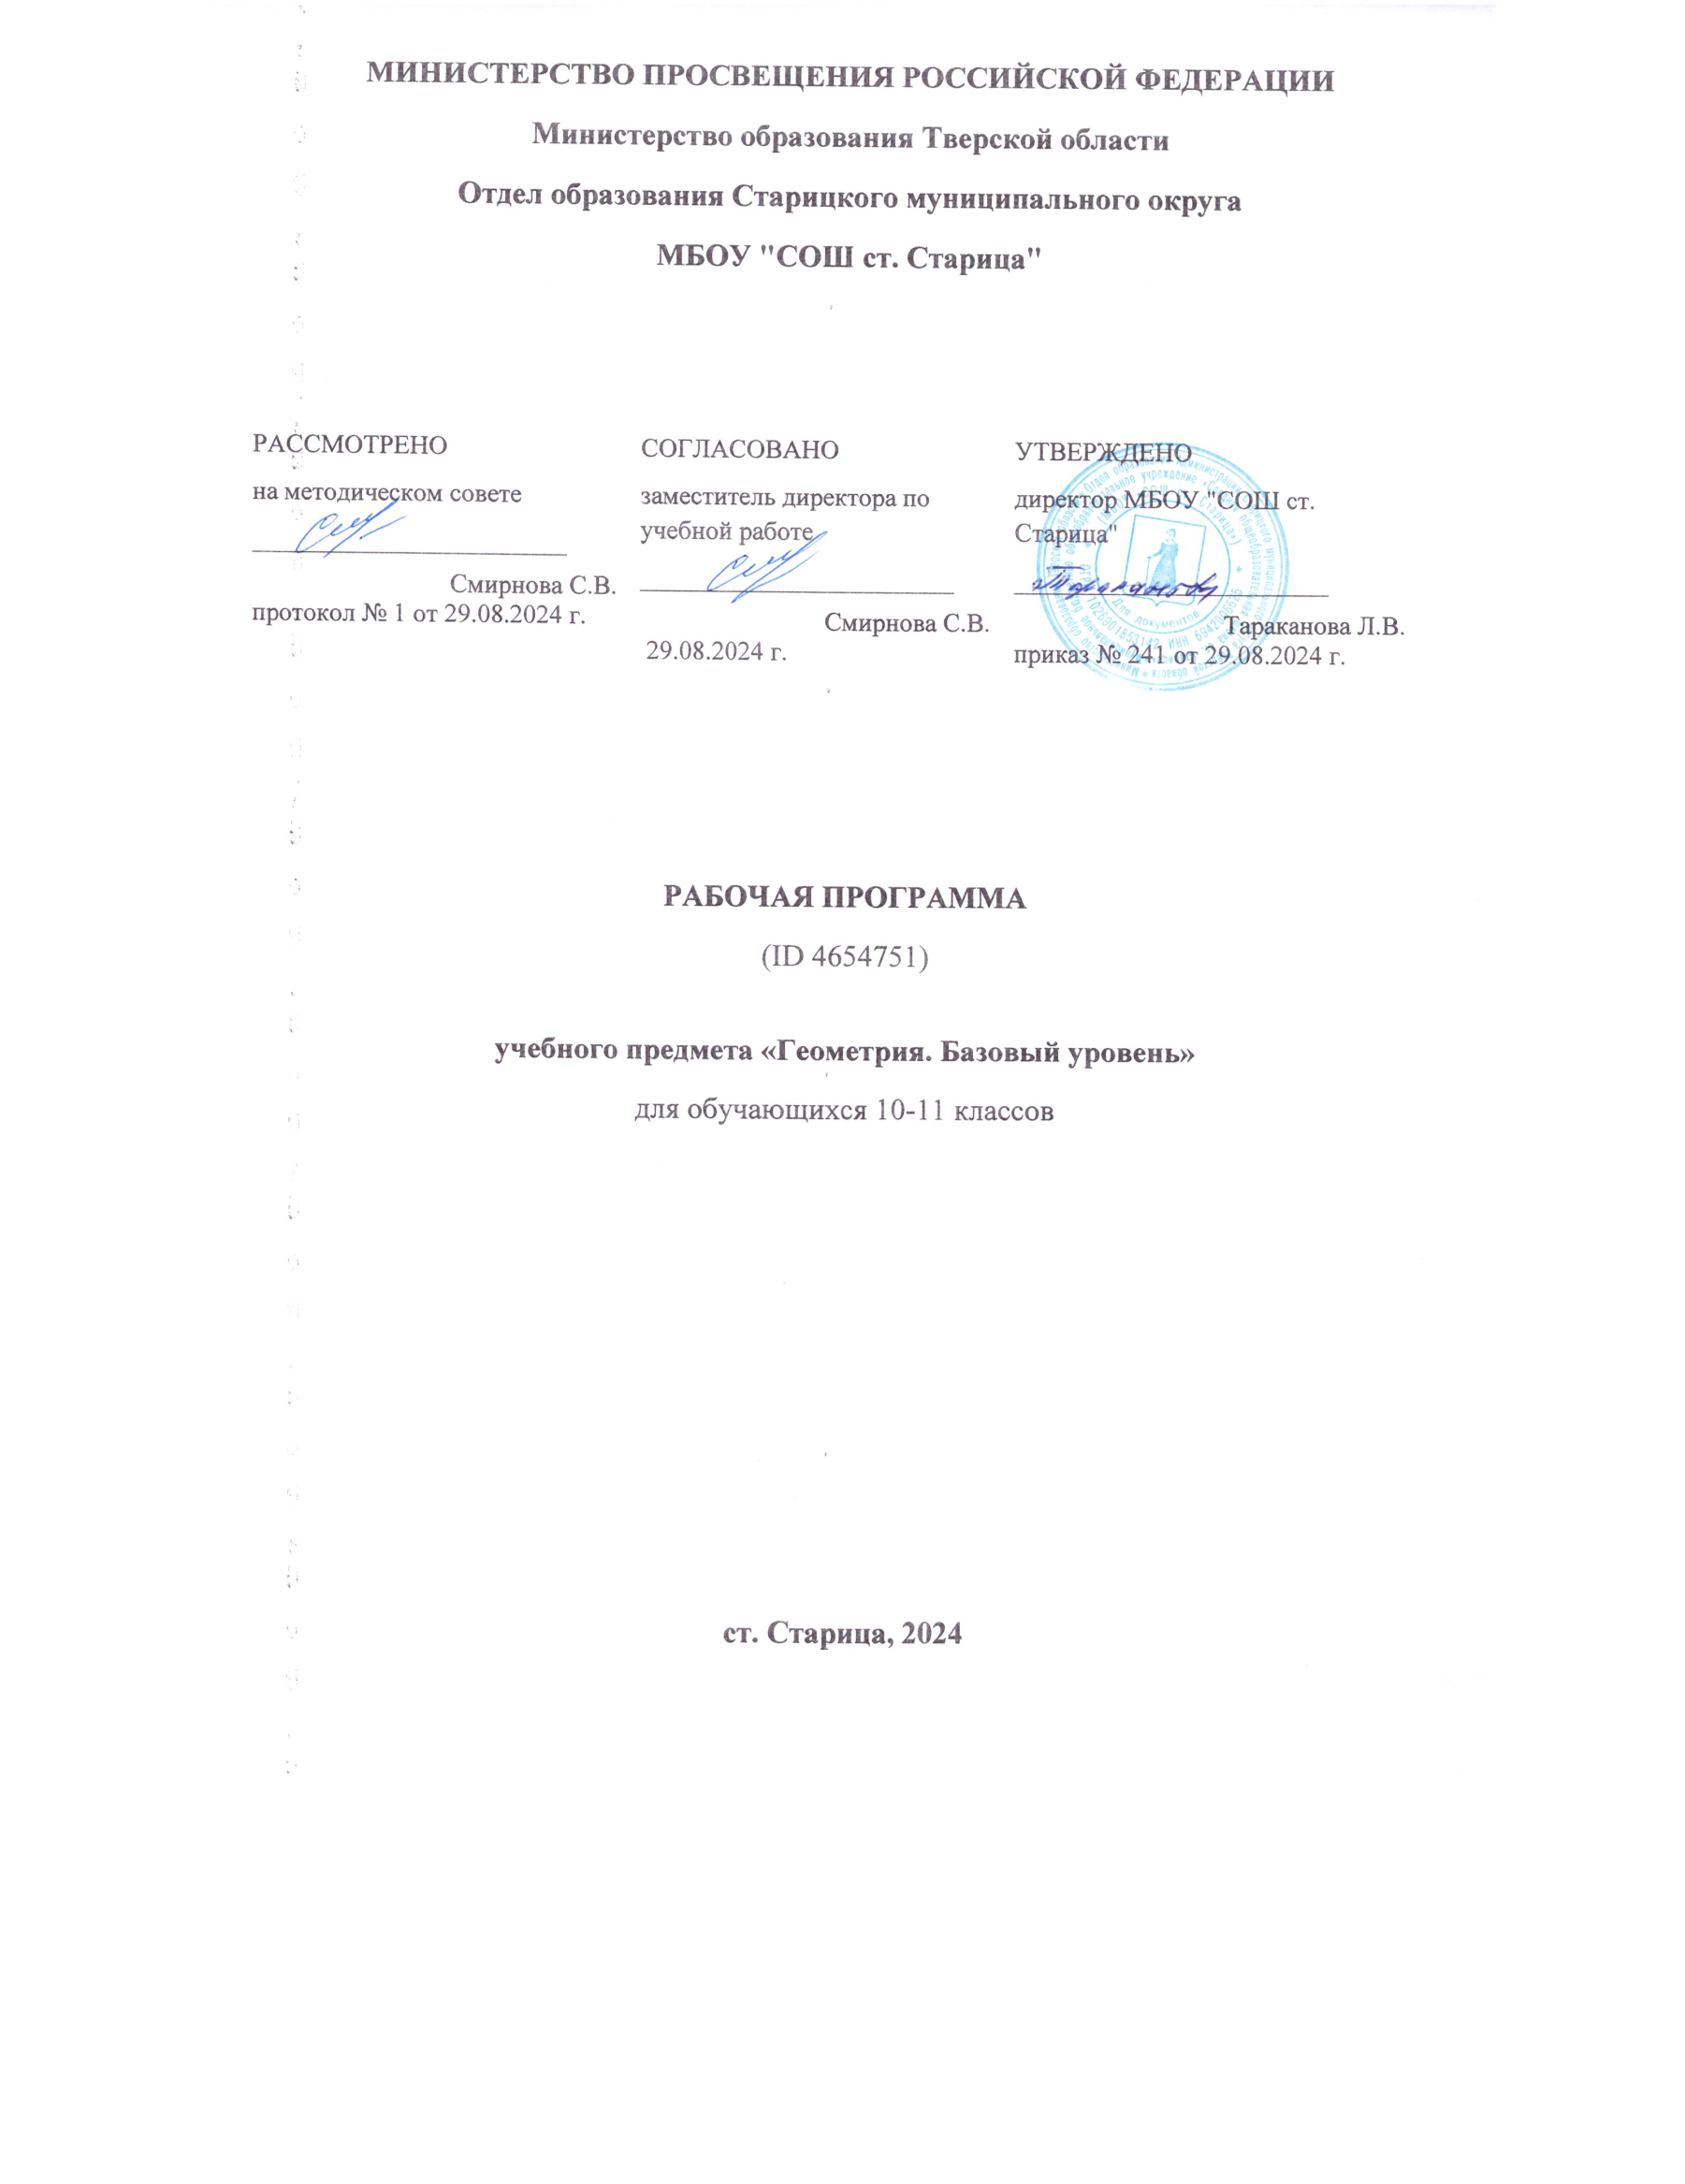 МИНИСТЕРСТВО ПРОСВЕЩЕНИЯ РОССИЙСКОЙ ФЕДЕРАЦИИ
Министерство образования Тверской области
Отдел образования Старицкого муниципального округа
МБОУ "СОШ ст. Старица"
РАССМОТРЕНО
на методическом совете
Смирнова С.В.
протокол № 1 от 29.08.2024 г.
СОГЛАСОВАНО
заместитель директора по
учебной работе
Смирнова С.В.
29.08.2024 г.
УТВЕРЖДЕНО
директор МБОУ "СОШ ст.
Старица"
Тараканова Л.В.
приказ № 241 от 29.08.2024 г.
Для документов
РАБОЧАЯ ПРОГРАММА
(ID 4654751)
учебного предмета «Геометрия. Базовый уровень»
для обучающихся 10-11 классов
ст. Старица, 2024